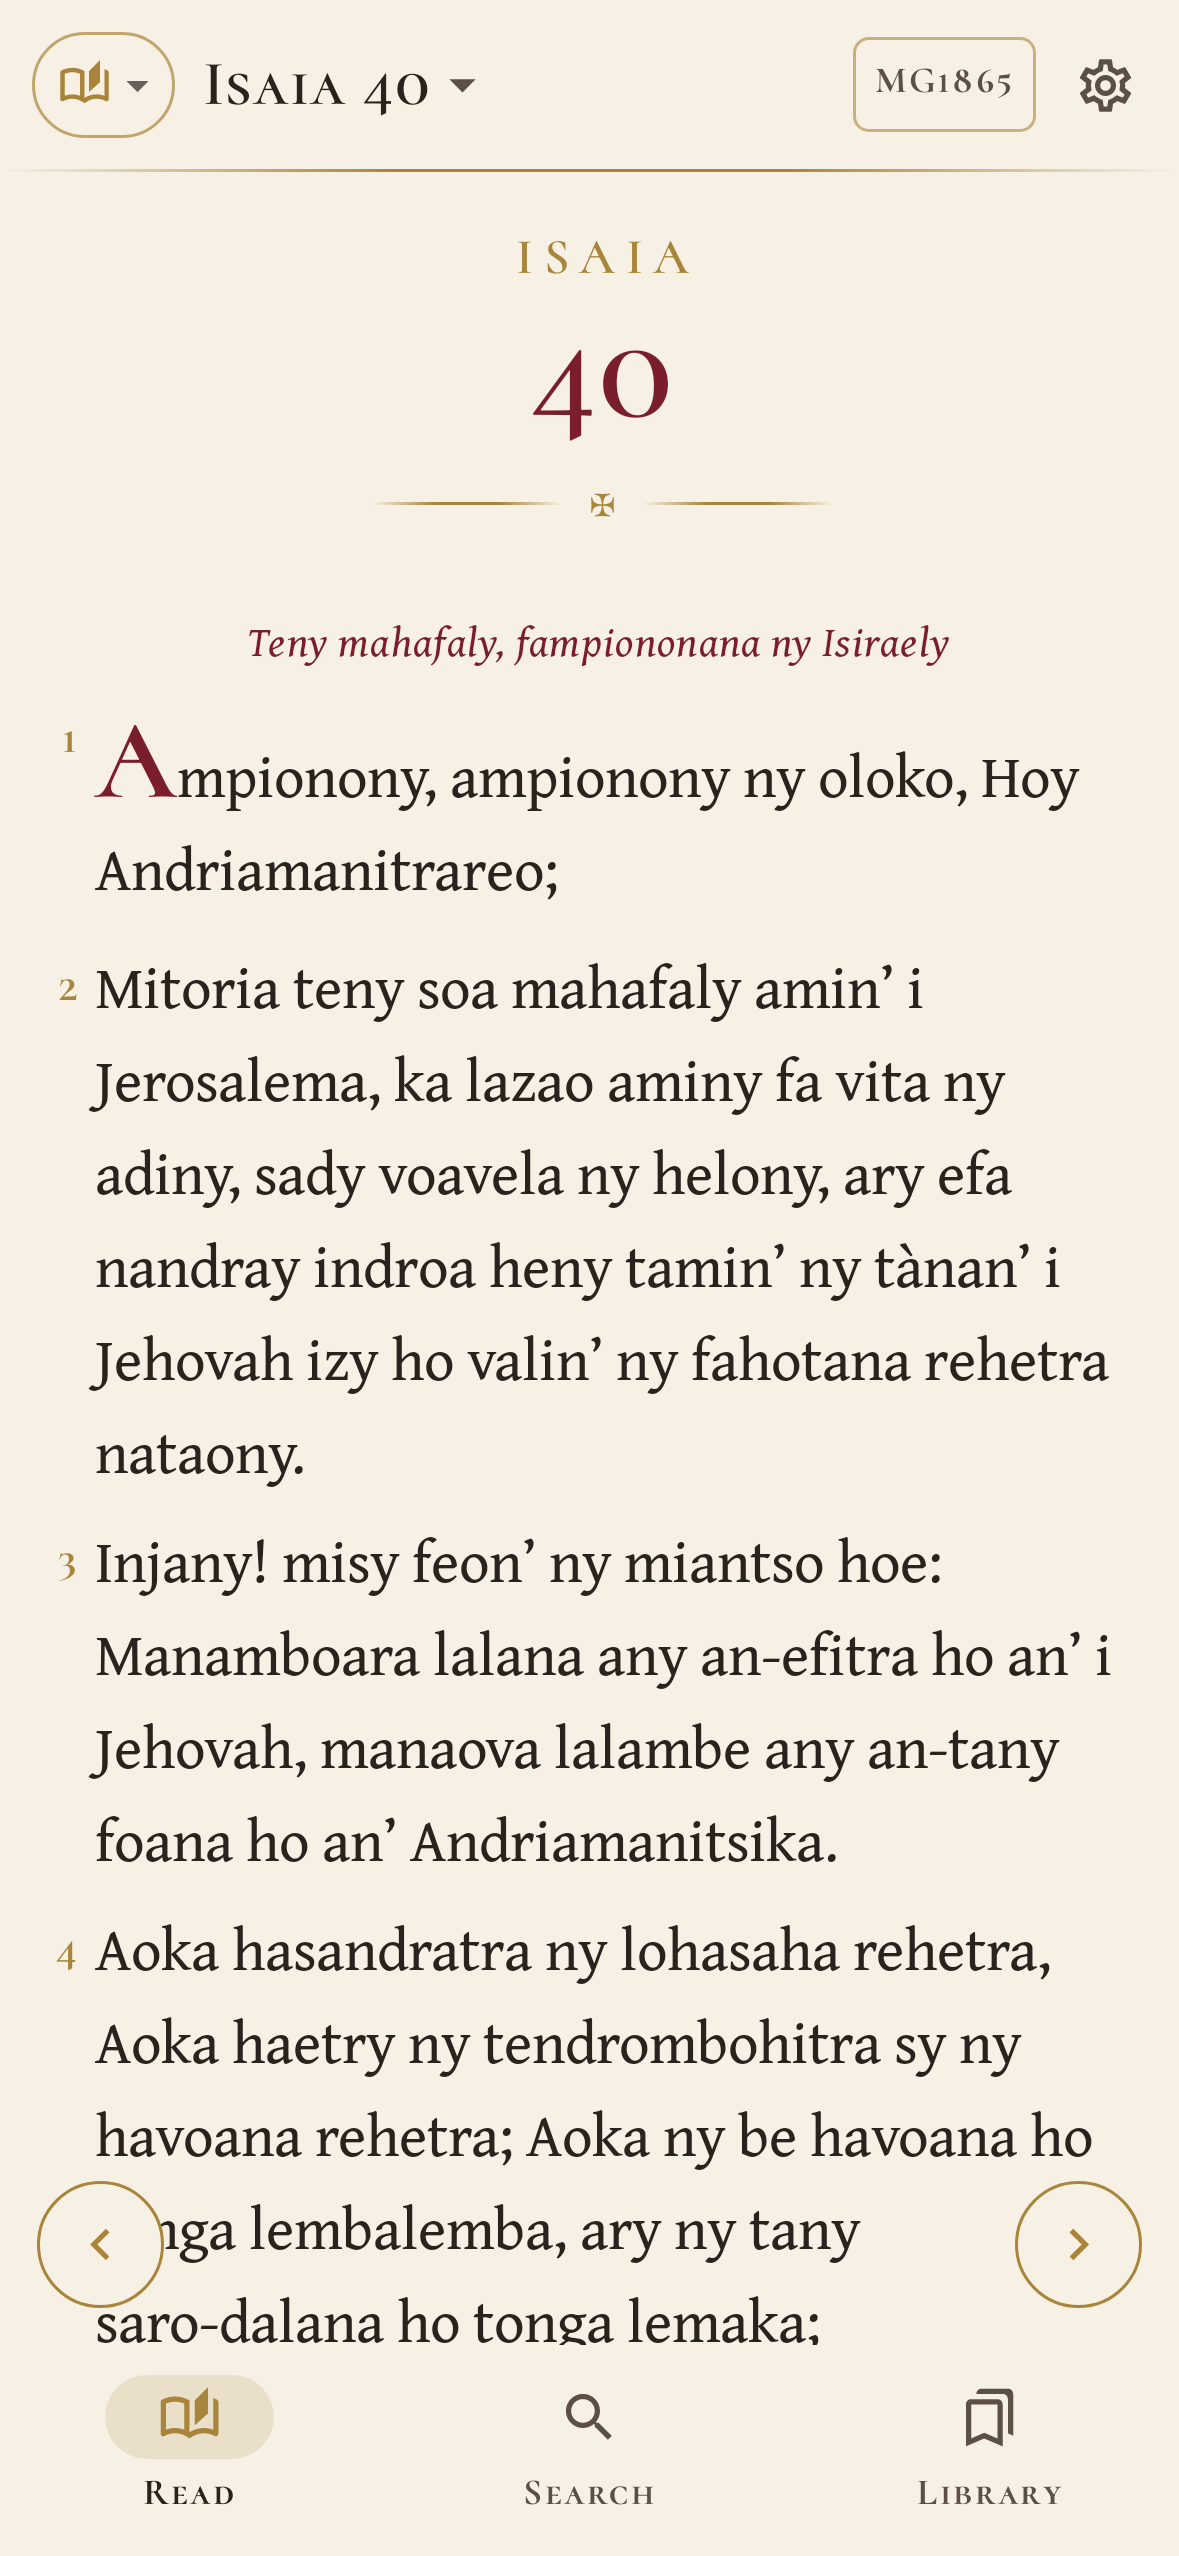 Isaia 40
MG1865
ISAIA
40
✠
Teny mahafaly, fampiononana ny Isiraely
1 Ampionony, ampionony ny oloko, Hoy
Andriamanitrareo;
2 Mitoria teny soa mahafaly amin’ i
Jerosalema, ka lazao aminy fa vita ny
adiny, sady voavela ny helony, ary efa
nandray indroa heny tamin’ ny tànan’ i
Jehovah izy ho valin’ ny fahotana rehetra
nataony.
3 Injany! misy feon’ ny miantso hoe:
Manamboara lalana any an-efitra ho an’ i
Jehovah, manaova lalambe any an-tany
foana ho an’ Andriamanitsika.
4 Aoka hasandratra ny lohasaha rehetra,
Aoka haetry ny tendrombohitra sy ny
havoana rehetra; Aoka ny be havoana ho
lembalemba, ary ny tany
saro-dalana ho tonga lemaka;
Read
Search
Library